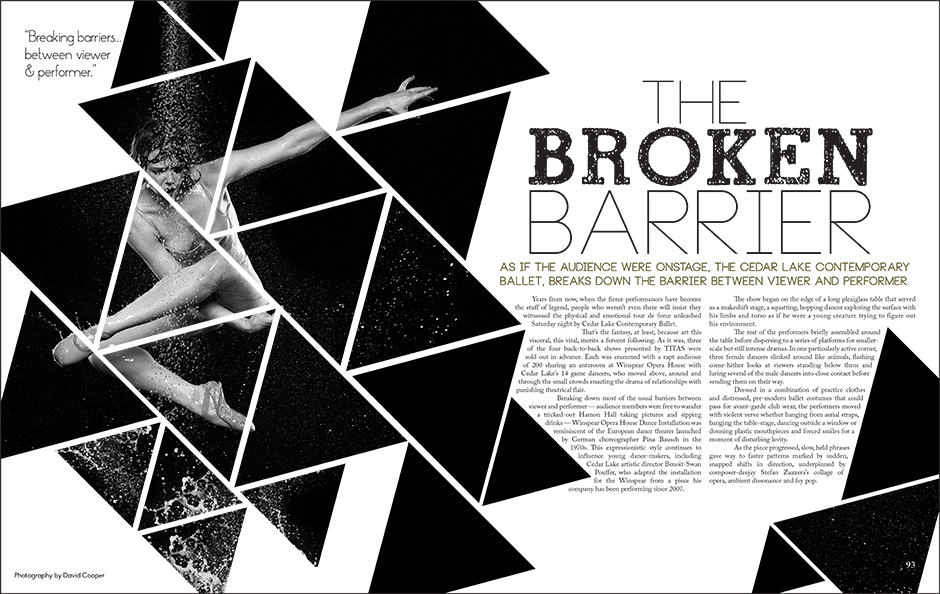 "Breaking barriers...
between viewer
& performer."
THE
BROKEN
BARRIER
AS IF THE AUDIENCE WERE ONSTAGE, THE CEDAR LAKE CONTEMPORARY
BALLET, BREAKS DOWN THE BARRIER BETWEEN VIEWER AND PERFORMER.
Years from now, when the fierce performances have become
the stuff of legend, people who weren't even there will insist they
witnessed the physical and emotional tour de force unleashed
Saturday night by Cedar Lake Contemporary Ballet.
That's the fantasy, at least, because art this
visceral, this vital, merits a fervent following. As it was, three
of the four back-to-back shows presented by TITAS were
sold out in advance. Each was crammed with a rapt audience
of 200 sharing an anteroom at Winspear Opera House with
Cedar Lake's 14 game dancers, who moved above, around and
through the small crowds enacting the drama of relationships with
punishing theatrical flair.
Breaking down most of the usual barriers between
viewer and performer — audience members were free to wander
a tricked-out Hamon Hall taking pictures and sipping
drinks — Winspear Opera House Dance Installation was
reminiscent of the European dance theater launched
by German choreographer Pina Bausch in the
1970s. This expressionistic style continues to
influence young dance-makers, including
Cedar Lake artistic director Benoit-Swan
Pouffer, who adapted the installation
for the Winspear from a piece his
company has been performing since 2007.
The show began on the edge of a long plexiglass table that served
as a makeshift stage, a squatting, hopping dancer exploring the surface with
his limbs and torso as if he were a young creature trying to figure out
his environment.
The rest of the performers briefly assembled around
the table before dispersing to a series of platforms for smaller-
scale but still intense dramas. In one particularly active corner,
three female dancers slinked around like animals, flashing
come-hither looks at viewers standing below them and
luring several of the male dancers into close contact before
sending them on their way.
Dressed in a combination of practice clothes
and distressed, pre-modern ballet costumes that could
pass for avant-garde club wear, the performers moved
with violent verve whether hanging from aerial straps,
banging the table-stage, dancing outside a window or
donning plastic mouthpieces and forced smiles for a
moment of disturbing levity.
As the piece progressed, slow, held phrases
gave way to faster patterns marked by sudden,
snapped shifts in direction, underpinned by
composer-deejay Stefan Zuzzera's collage of
opera, ambient dissonance and fey pop.
Photography by David Cooper
93